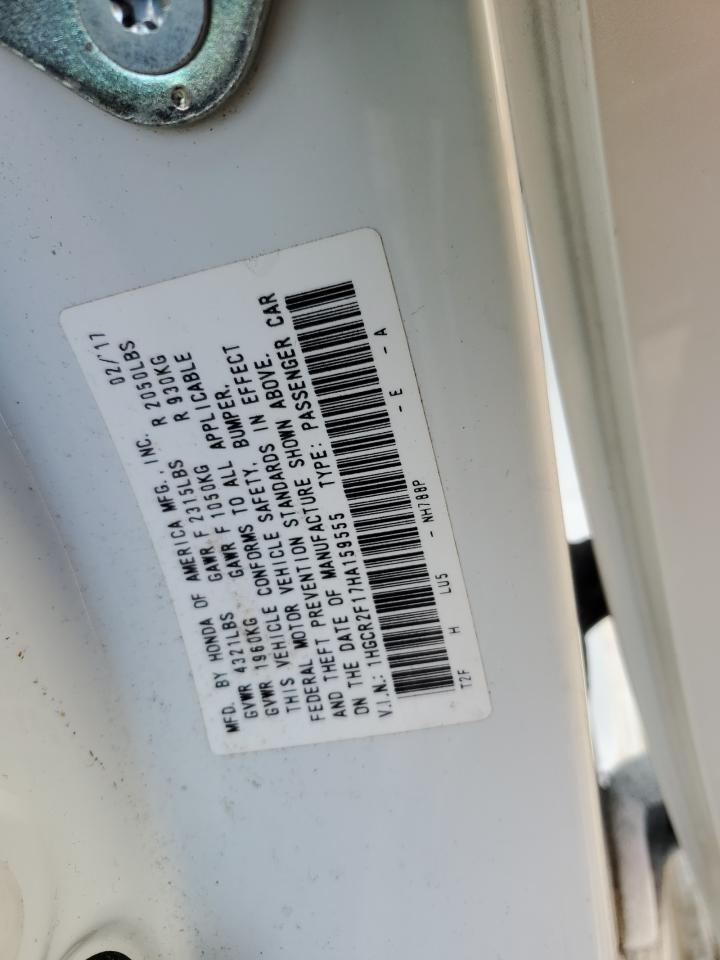 MFD. BY HONDA OF AMERICA MFG., INC. 02/17
GVWR 4321LBS GAWR F 2315LBS R 2050LBS
GVWR 1960KG GAWR F 1050KG R 930KG
THIS VEHICLE CONFORMS TO ALL APPLICABLE
FEDERAL MOTOR VEHICLE SAFETY, BUMPER,
AND THEFT PREVENTION STANDARDS IN EFFECT
ON THE DATE OF MANUFACTURE SHOWN ABOVE.
V.I.N.: 1HGCR2F17HA159555 TYPE: PASSENGER CAR
T2F H LU5 - NH788P - E - A